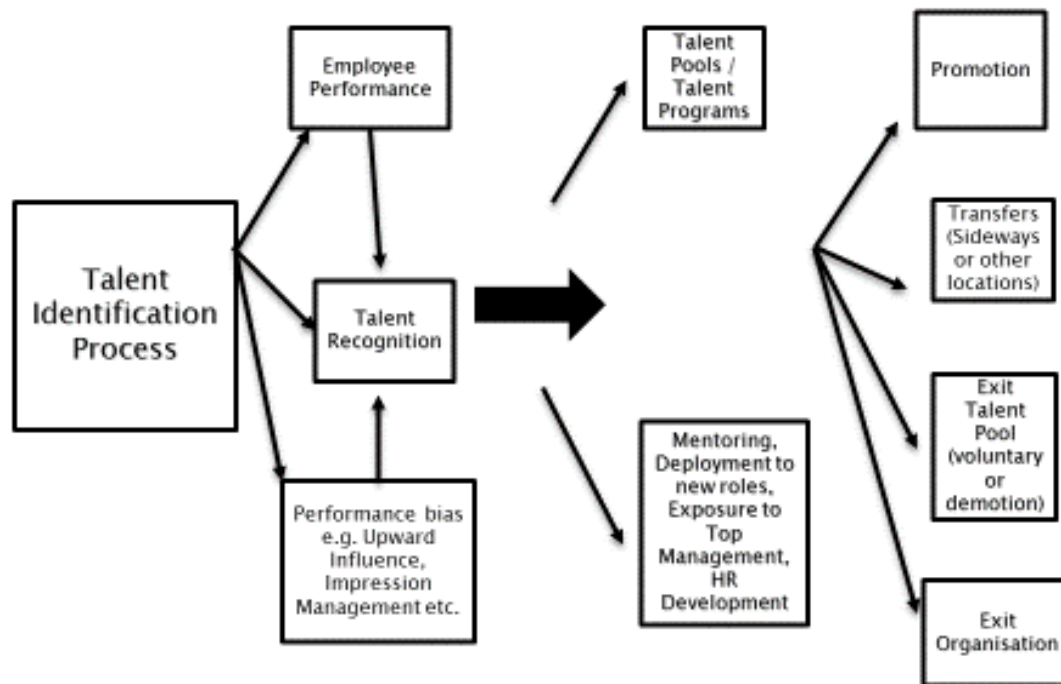 Talent
Identification
Process
Employee
Performance
Talent
Recognition
Performance bias
e.g. Upward
Influence,
Impression
Management etc.
Talent
Pools /
Talent
Programs
Mentoring,
Deployment to
new roles,
Exposure to
Top
Management,
HR
Development
Promotion
Transfers
(Sideways
or other
locations)
Exit
Talent
Pool
(voluntary
or
demotion)
Exit
Organisation